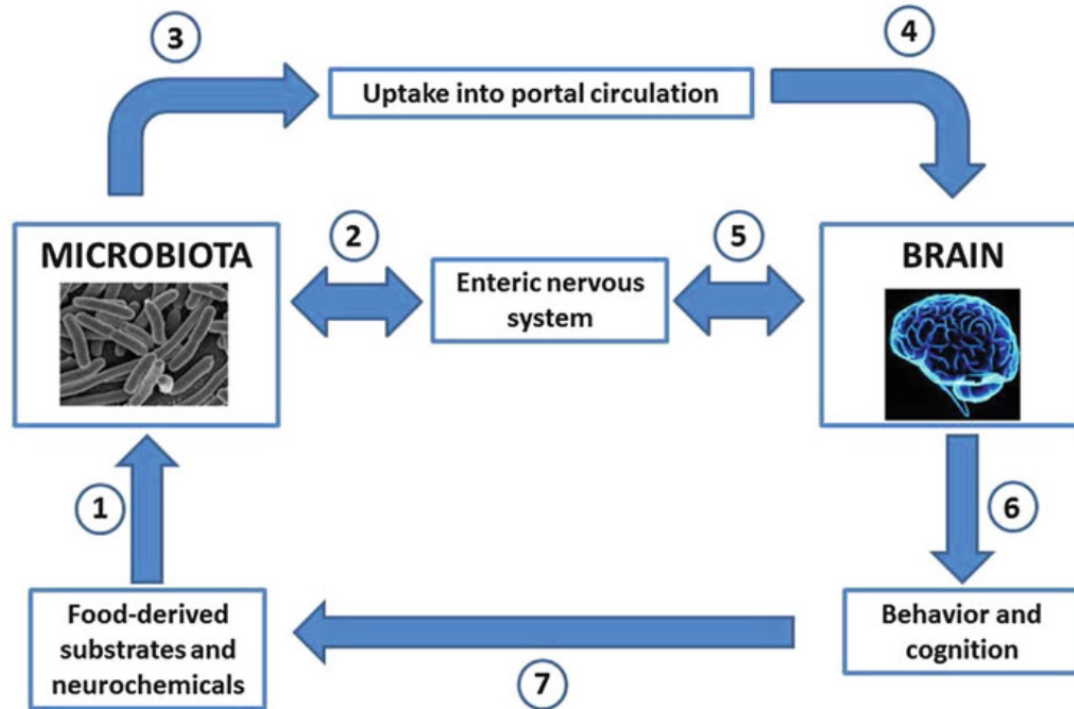 3
4
Uptake into portal circulation
MICROBIOTA
2
Enteric nervous
system
5
BRAIN
1
6
Food-derived
substrates and
neurochemicals
7
Behavior and
cognition